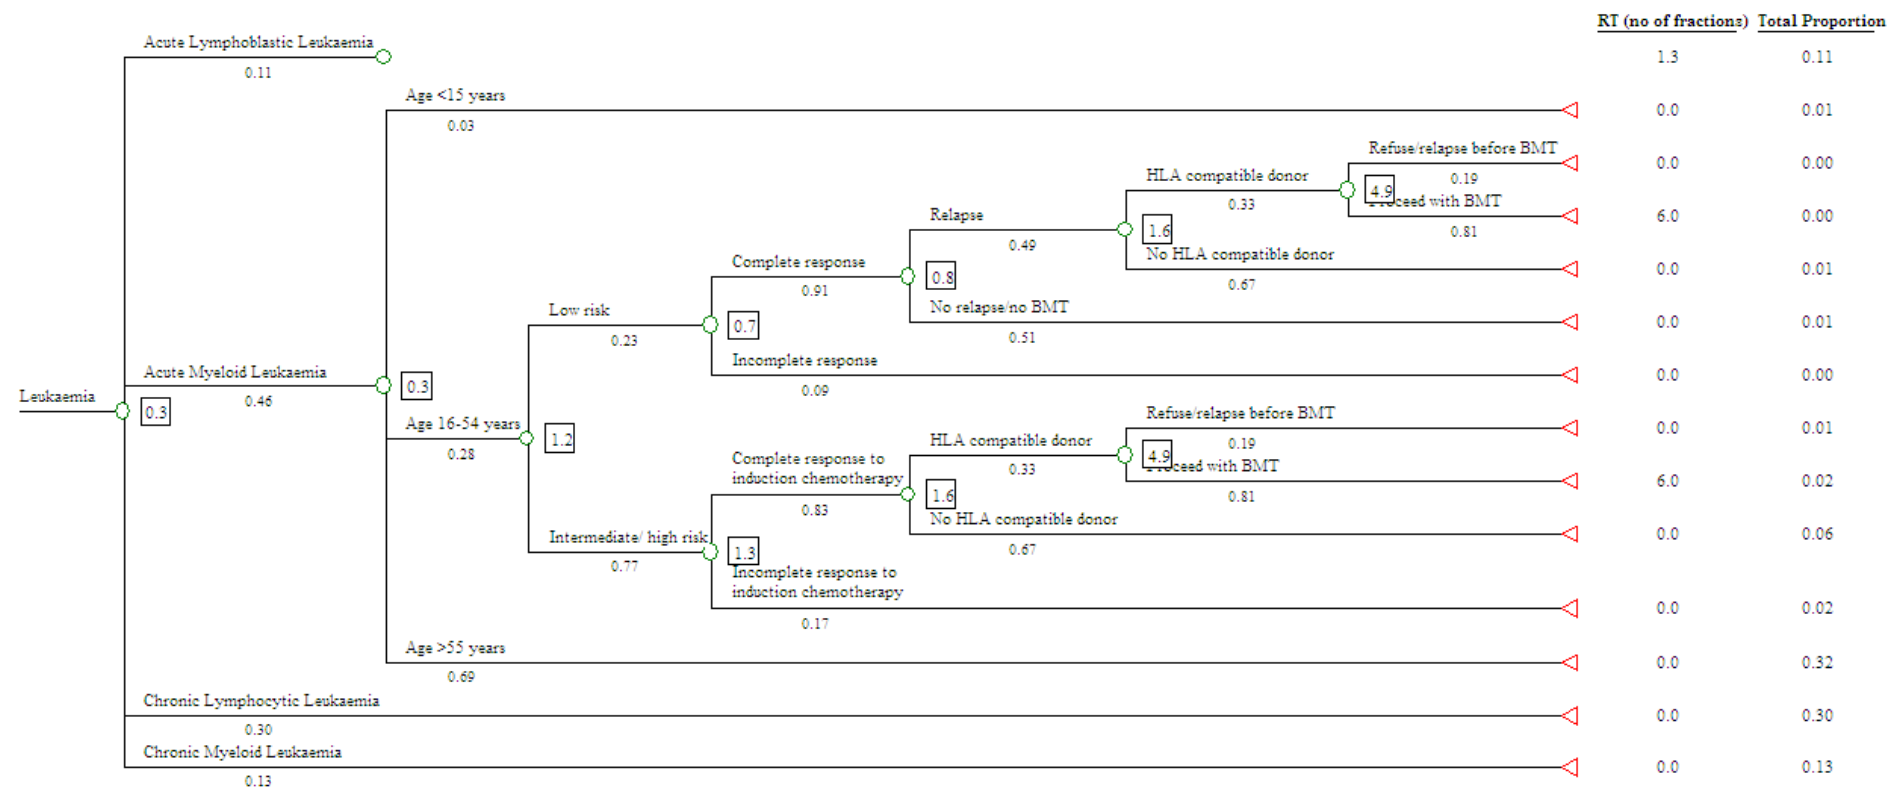 RT (no of fractions) Total Proportion
Acute Lymphoblastic Leukaemia
0.11
1.3 0.11
Age <15 years
0.03
0.0 0.01
Refuse/relapse before BMT
0.19
0.0 0.00
HLA compatible donor
0.33
4.9
Proceed with BMT
0.81
6.0 0.00
Relapse
0.49
1.6
No HLA compatible donor
0.67
0.0 0.01
Complete response
0.91
0.8
No relapse/no BMT
0.51
0.0 0.01
Low risk
0.23
0.7
Incomplete response
0.09
0.0 0.00
Acute Myeloid Leukaemia
0.46
0.3
Leukaemia
0.3
Age 16-54 years
0.28
1.2
Refuse/relapse before BMT
0.19
0.0 0.01
HLA compatible donor
0.33
4.9
Proceed with BMT
0.81
6.0 0.02
Complete response to
induction chemotherapy
0.83
1.6
No HLA compatible donor
0.67
0.0 0.06
Intermediate/ high risk
0.77
1.3
Incomplete response to
induction chemotherapy
0.17
0.0 0.02
Age >55 years
0.69
0.0 0.32
Chronic Lymphocytic Leukaemia
0.30
0.0 0.30
Chronic Myeloid Leukaemia
0.13
0.0 0.13